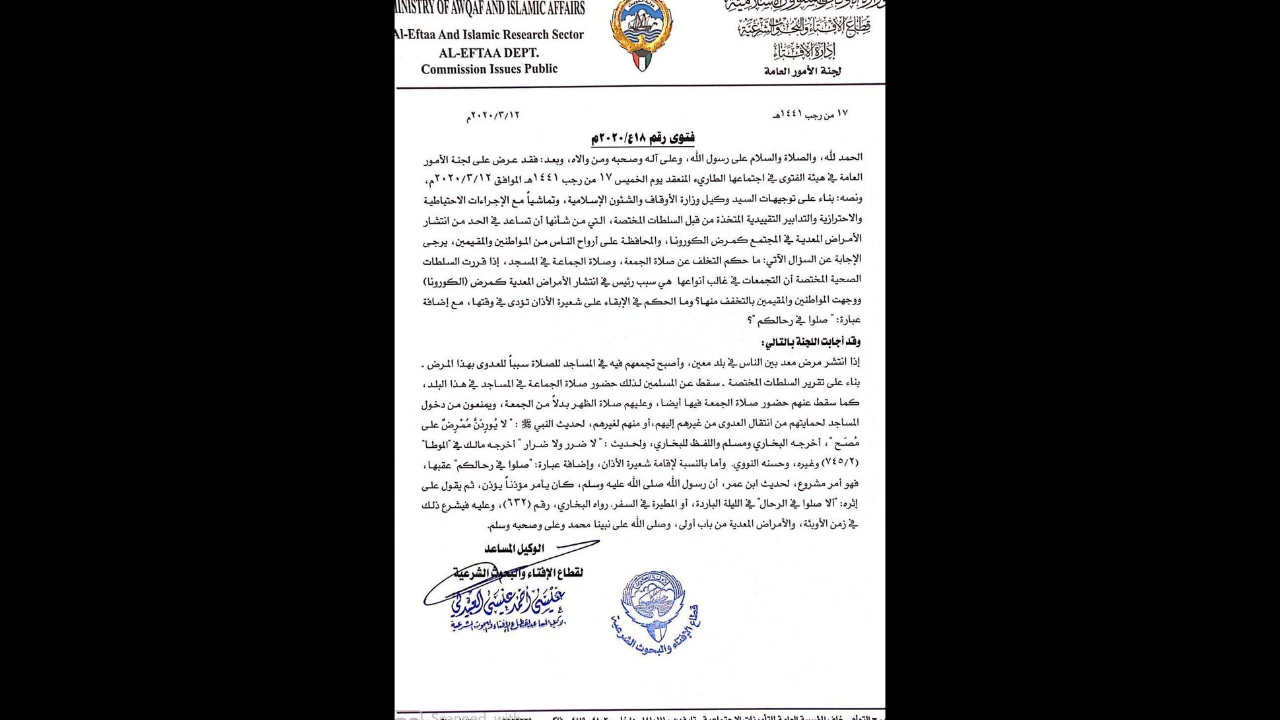 MINISTRY OF AWQAF AND ISLAMIC AFFAIRS
Al-Eftaa And Islamic Research Sector
AL-EFTAA DEPT.
Commission Issues Public
قطاع الإفتاء والبحوث الشرعية
إدارة الإفتاء
لجنة الأمور العامة
١٧ من رجب ١٤٤١هـ
٢٠٢٠/٣/١٢م
فتوى رقم ١٨ع/٢٠٢٠م
الحمد لله، والصلاة والسلام على رسول الله، وعلى آله وصحبه ومن والاه، وبعد: فقد عرض على لجنة الأمور
العامة في هيئة الفتوى في اجتماعها الطاريء المنعقد يوم الخميس ١٧ من رجب ١٤٤١هـ الموافق ٢٠٢٠/٣/١٢م،
ونصه: بناء على توجيهات السيد وكيل وزارة الأوقاف والشئون الإسلامية، وتماشياً مع الإجراءات الاحتياطية
والاحترازية والتدابير التقييدية المتخذة من قبل السلطات المختصة، التي من شأنها أن تساعد في الحد من انتشار
الأمراض المعدية في المجتمع كمرض الكورونا، والمحافظة على أرواح الناس من المواطنين والمقيمين، يرجى
الإجابة عن السؤال الآتي: ما حكم التخلف عن صلاة الجمعة، وصلاة الجماعة في المسجد، إذا قررت السلطات
الصحية المختصة أن التجمعات في غالب أنواعها هي سبب رئيس في انتشار الأمراض المعدية كمرض (الكورونا)
ووجهت المواطنين والمقيمين بالتخفف منها؟ وما الحكم في الإبقاء على شعيرة الأذان تؤدى في وقتها، مع إضافة
عبارة: " صلوا في رحالكم "؟
وقد أجابت اللجنة بالتالي:
إذا انتشر مرض معد بين الناس في بلد معين، وأصبح تجمعهم فيه في المساجد للصلاة سبباً للعدوى بهذا المرض ـ
بناء على تقرير السلطات المختصة ـ سقط عن المسلمين لذلك حضور صلاة الجماعة في المساجد في هذا البلد،
كما سقط عنهم حضور صلاة الجمعة فيها أيضا، وعليهم صلاة الظهر بدلاً من الجمعة، ويمنعون من دخول
المساجد لحمايتهم من انتقال العدوى من غيرهم إليهم، أو منهم لغيرهم، لحديث النبي ﷺ : " لا يُورِدَنَّ مُمْرِضٌ على
مُصَحِ "، أخرجه البخاري ومسلم واللفظ للبخاري، ولحديث : " لا ضرر ولا ضرار " أخرجه مالك في "الموطأ"
(٧٤٥/٢) وغيره، وحسنه النووي. وأما بالنسبة لإقامة شعيرة الأذان، وإضافة عبارة: "صلوا في رحالكم" عقبها،
فهو أمر مشروع، لحديث ابن عمر، أن رسول الله صلى الله عليه وسلم، كان يأمر مؤذناً يؤذن، ثم يقول على
إثره: "ألا صلوا في الرحال" في الليلة الباردة، أو المطيرة في السفر. رواه البخاري، رقم (٦٣٢)، وعليه فيشرع ذلك
في زمن الأوبئة، والأمراض المعدية من باب أولى، وصلى الله على نبينا محمد وعلى وصحبه وسلم.
الوكيل المساعد
لقطاع الإفتاء والبحوث الشرعية
عيسى أحمد عيسى العبيدلي
وكيل المساعد لقطاع الإفتاء والبحوث الشرعية
قطاع الإفتاء والبحوث الشرعية
Scanned with